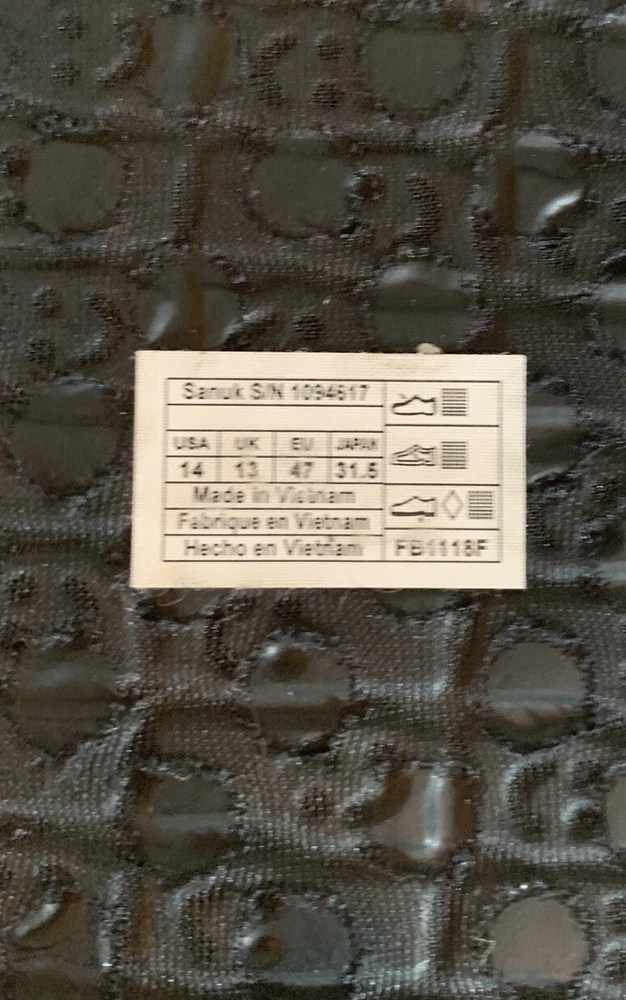 Sanuk S/N 1094617
USA UK EU JAPAN
14 13 47 31.5
Made in Vietnam
Fabrique en Vietnam
Hecho en Vietnam
FB1118F